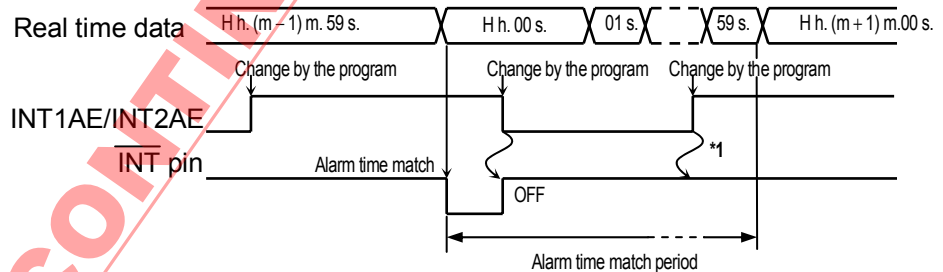 Real time data
H h. (m − 1) m. 59 s.
H h. 00 s.
01 s.
59 s.
H h. (m + 1) m.00 s.
Change by the program
Change by the program
Change by the program
INT1AE/INT2AE
INT pin
Alarm time match
*1
OFF
Alarm time match period
CONTIN